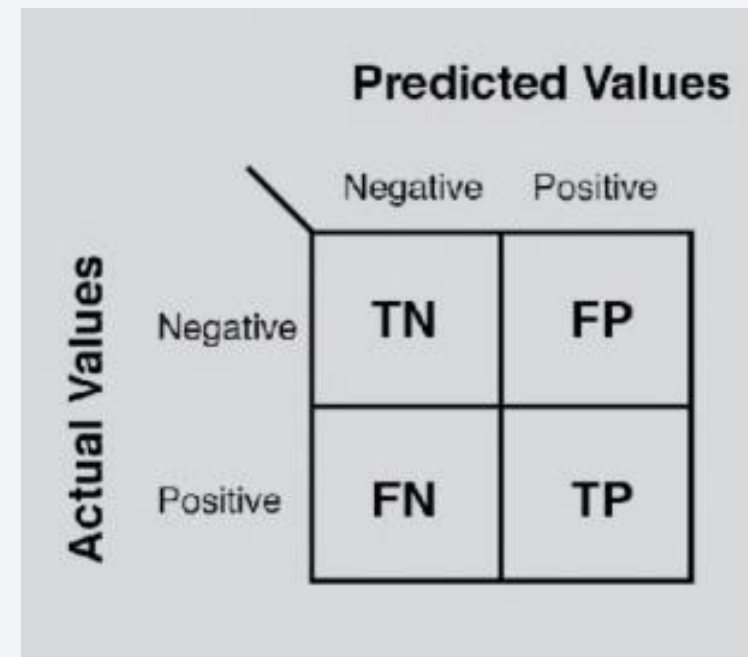 Predicted Values
Negative Positive
Actual Values
Negative TN FP
Positive FN TP